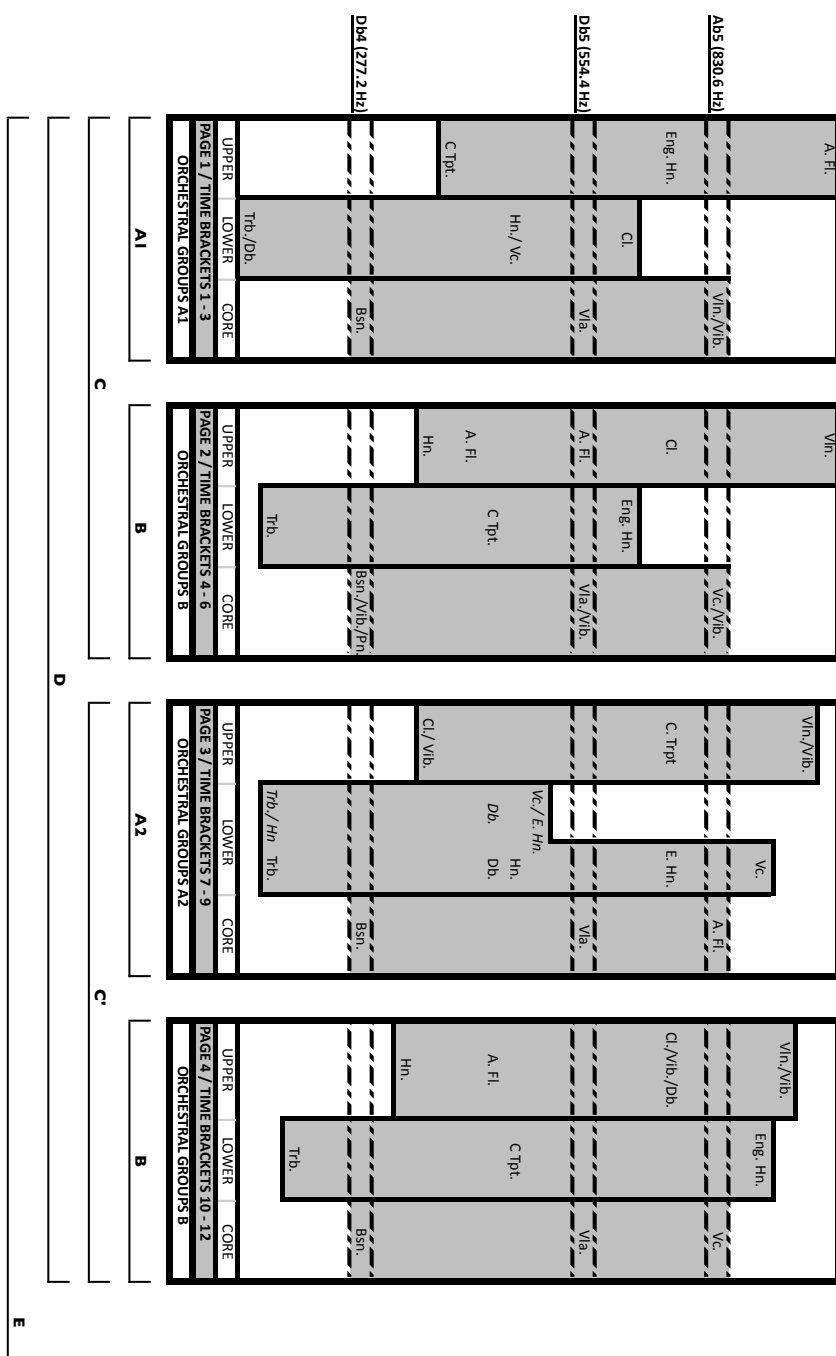 Db4 (277.2 Hz)
Db5 (554.4 Hz)
Ab5 (830.6 Hz)
A. Fl.
Eng. Hn.
C Tpt.
Cl.
Hn./ Vc.
Trb./Db.
Vln./Vib.
Vla.
Bsn.
UPPER
LOWER
CORE
PAGE 1 / TIME BRACKETS 1 - 3
ORCHESTRAL GROUPS A1
A1
Vln.
Cl.
A. Fl.
A. Fl.
Hn.
Eng. Hn.
C Tpt.
Trb.
Vc./Vib.
Vla./Vib.
Bsn./Vib./Pn.
UPPER
LOWER
CORE
PAGE 2 / TIME BRACKETS 4 - 6
ORCHESTRAL GROUPS B
B
Vln./Vib.
C. Trpt
Cl./ Vib.
Vc./ E. Hn.
Db.
Trb./ Hn
Vc.
E. Hn.
Hn.
Db.
Trb.
A. Fl.
Vla.
Bsn.
UPPER
LOWER
CORE
PAGE 3 / TIME BRACKETS 7 - 9
ORCHESTRAL GROUPS A2
A2
Vln./Vib.
Cl./Vib./Db.
A. Fl.
Hn.
Eng. Hn.
C Tpt.
Trb.
Vc.
Vla.
Bsn.
UPPER
LOWER
CORE
PAGE 4 / TIME BRACKETS 10 - 12
ORCHESTRAL GROUPS B
B
C
C'
D
E